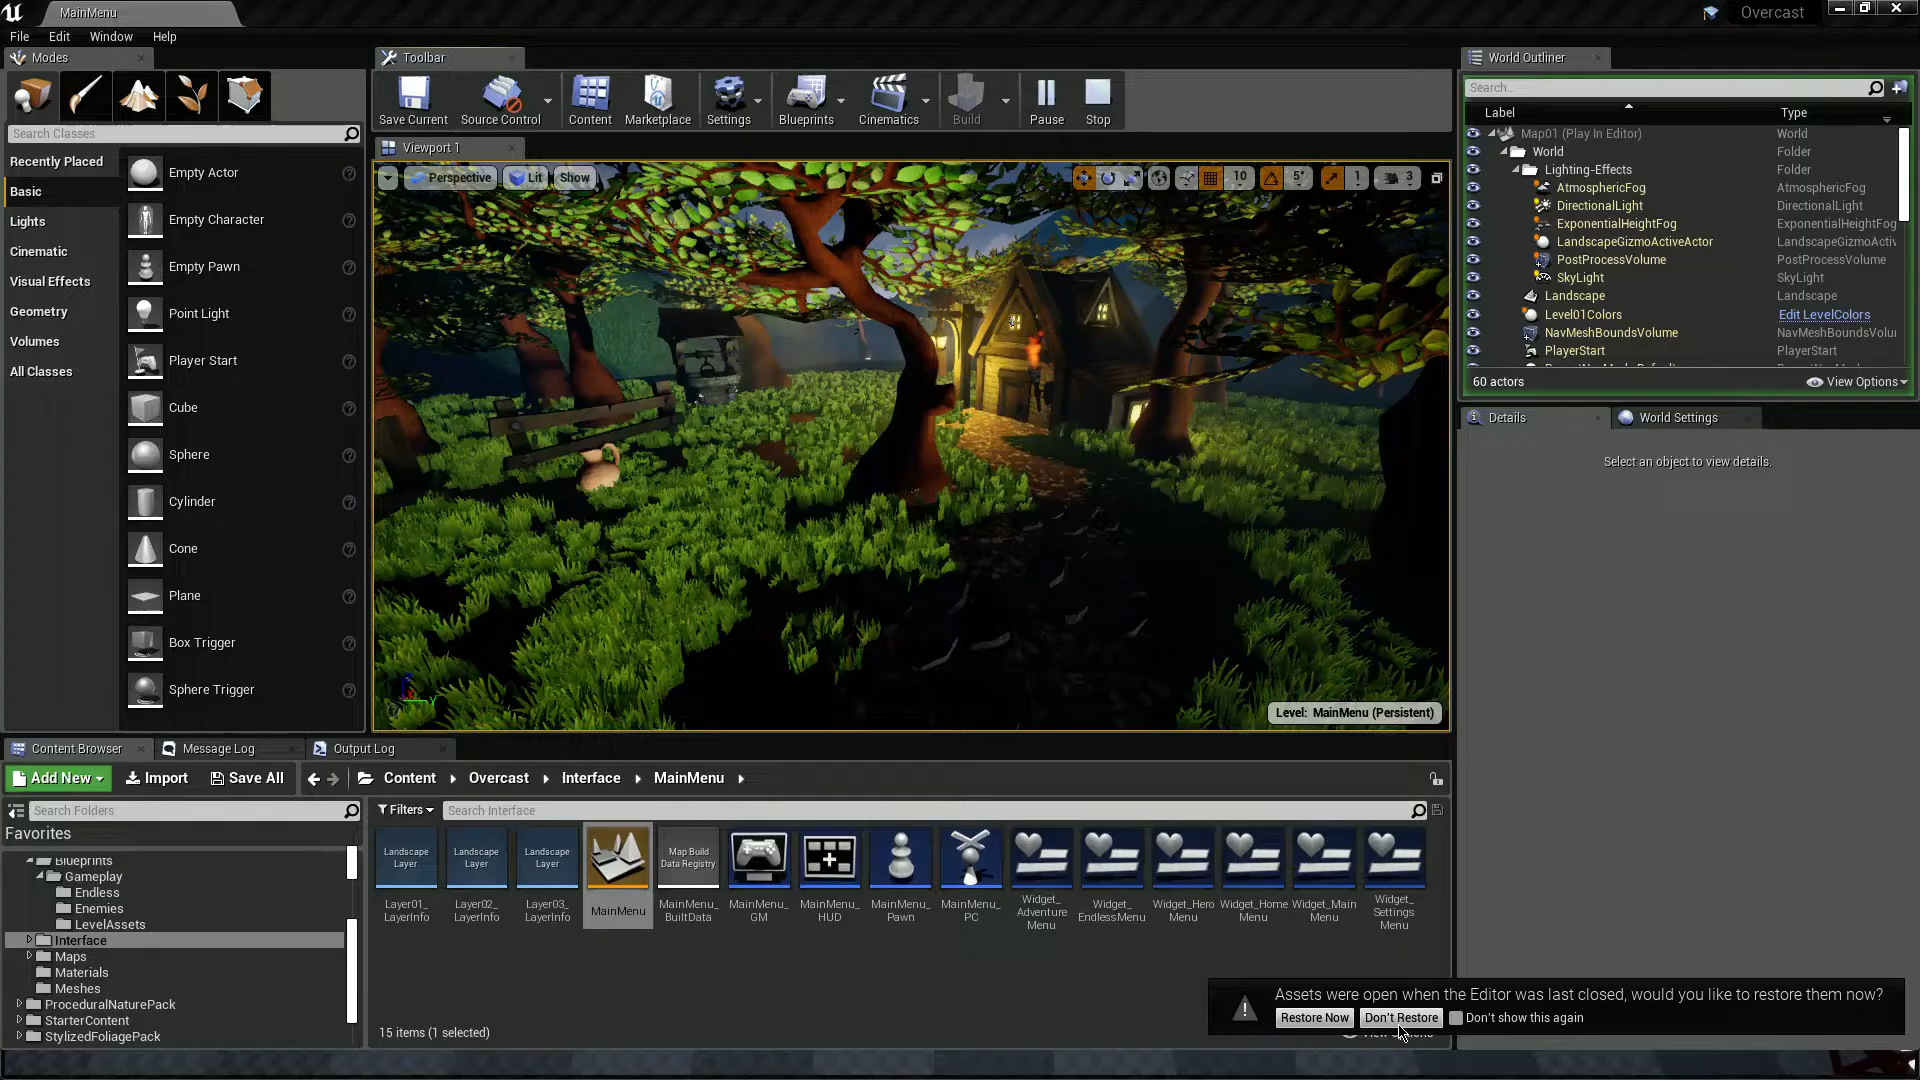 MainMenu
Overcast
File Edit Window Help
Modes
Toolbar
World Outliner
Save Current Source Control Content Marketplace Settings Blueprints Cinematics Build Pause Stop
Search...
Label Type
Search Classes
Recently Placed
Basic
Lights
Cinematic
Visual Effects
Geometry
Volumes
All Classes
Empty Actor
Empty Character
Empty Pawn
Point Light
Player Start
Cube
Sphere
Cylinder
Cone
Plane
Box Trigger
Sphere Trigger
Viewport 1
Perspective Lit Show 10 5° 1 3
Level: MainMenu (Persistent)
Map01 (Play In Editor) World
World Folder
Lighting-Effects Folder
AtmosphericFog AtmosphericFog
DirectionalLight DirectionalLight
ExponentialHeightFog ExponentialHeightFog
LandscapeGizmoActiveActor LandscapeGizmoActiv
PostProcessVolume PostProcessVolume
SkyLight SkyLight
Landscape Landscape
Level01Colors Edit LevelColors
NavMeshBoundsVolume NavMeshBoundsVolu
PlayerStart PlayerStart
60 actors View Options
Details World Settings
Select an object to view details.
Content Browser Message Log Output Log
Add New Import Save All Content Overcast Interface MainMenu
Search Folders
Filters Search Interface
Favorites
Blueprints
Gameplay
Endless
Enemies
LevelAssets
Interface
Maps
Materials
Meshes
ProceduralNaturePack
StarterContent
StylizedFoliagePack
Landscape
Layer
Layer01_
LayerInfo
Landscape
Layer
Layer02_
LayerInfo
Landscape
Layer
Layer03_
LayerInfo
MainMenu
Map Build
Data Registry
MainMenu_
BuiltData
MainMenu_
GM
MainMenu_
HUD
MainMenu_
Pawn
MainMenu_
PC
Widget_
Adventure
Menu
Widget_
EndlessMenu
Widget_Hero
Menu
Widget_Home
Menu
Widget_Main
Menu
Widget_
Settings
Menu
15 items (1 selected)
Assets were open when the Editor was last closed, would you like to restore them now?
Restore Now Don't Restore Don't show this again